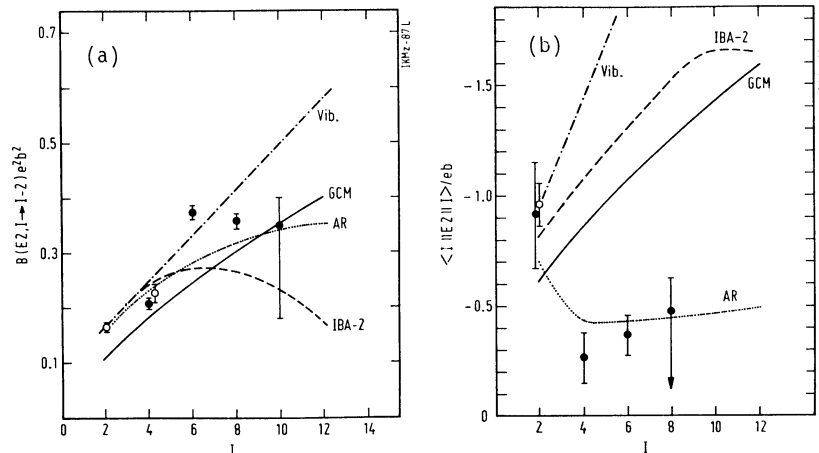 (a)
0.7
0.5
0.3
0.1
B(E2, I→I-2) e²b²
0 2 4 6 8 10 12 14
I
Vib.
GCM
AR
IBA-2
IKMz-87L
(b)
-1.5
-1.0
-0.5
0
<I ||E2|| I>/eb
0 2 4 6 8 10 12
I
Vib.
IBA-2
GCM
AR